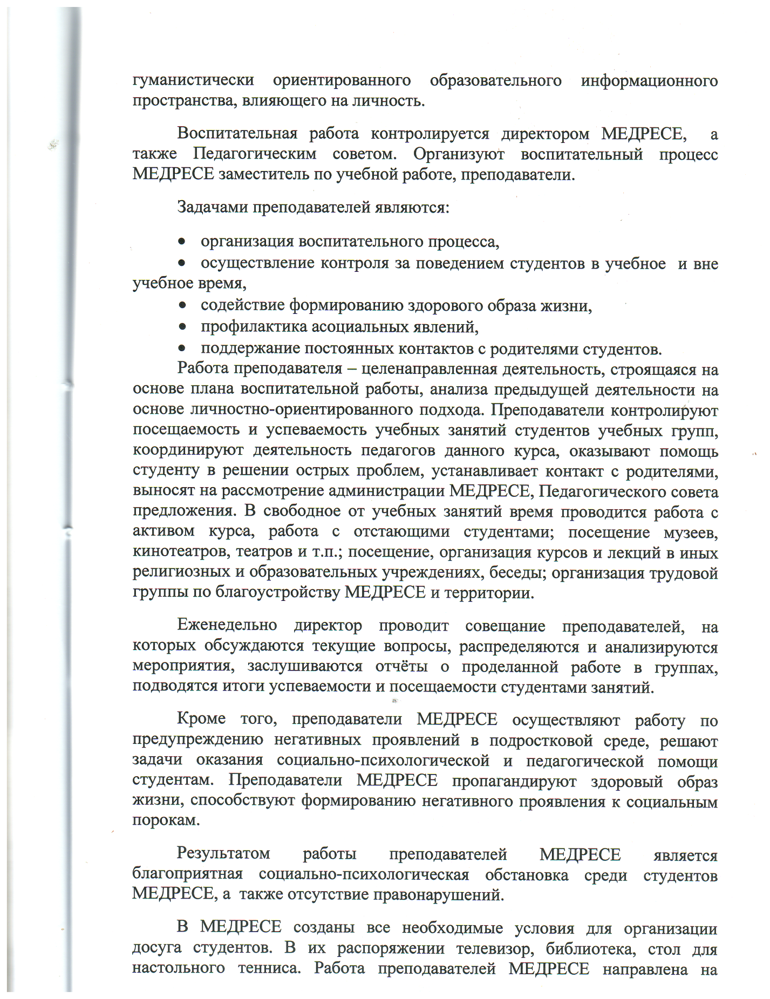 гуманистически ориентированного образовательного информационного
пространства, влияющего на личность.
Воспитательная работа контролируется директором МЕДРЕСЕ, а
также Педагогическим советом. Организуют воспитательный процесс
МЕДРЕСЕ заместитель по учебной работе, преподаватели.
Задачами преподавателей являются:
• организация воспитательного процесса,
• осуществление контроля за поведением студентов в учебное и вне
учебное время,
• содействие формированию здорового образа жизни,
• профилактика асоциальных явлений,
• поддержание постоянных контактов с родителями студентов.
Работа преподавателя – целенаправленная деятельность, строящаяся на
основе плана воспитательной работы, анализа предыдущей деятельности на
основе личностно-ориентированного подхода. Преподаватели контролируют
посещаемость и успеваемость учебных занятий студентов учебных групп,
координируют деятельность педагогов данного курса, оказывают помощь
студенту в решении острых проблем, устанавливает контакт с родителями,
выносят на рассмотрение администрации МЕДРЕСЕ, Педагогического совета
предложения. В свободное от учебных занятий время проводится работа с
активом курса, работа с отстающими студентами; посещение музеев,
кинотеатров, театров и т.п.; посещение, организация курсов и лекций в иных
религиозных и образовательных учреждениях, беседы; организация трудовой
группы по благоустройству МЕДРЕСЕ и территории.
Еженедельно директор проводит совещание преподавателей, на
которых обсуждаются текущие вопросы, распределяются и анализируются
мероприятия, заслушиваются отчёты о проделанной работе в группах,
подводятся итоги успеваемости и посещаемости студентами занятий.
Кроме того, преподаватели МЕДРЕСЕ осуществляют работу по
предупреждению негативных проявлений в подростковой среде, решают
задачи оказания социально-психологической и педагогической помощи
студентам. Преподаватели МЕДРЕСЕ пропагандируют здоровый образ
жизни, способствуют формированию негативного проявления к социальным
порокам.
Результатом работы преподавателей МЕДРЕСЕ является
благоприятная социально-психологическая обстановка среди студентов
МЕДРЕСЕ, а также отсутствие правонарушений.
В МЕДРЕСЕ созданы все необходимые условия для организации
досуга студентов. В их распоряжении телевизор, библиотека, стол для
настольного тенниса. Работа преподавателей МЕДРЕСЕ направлена на